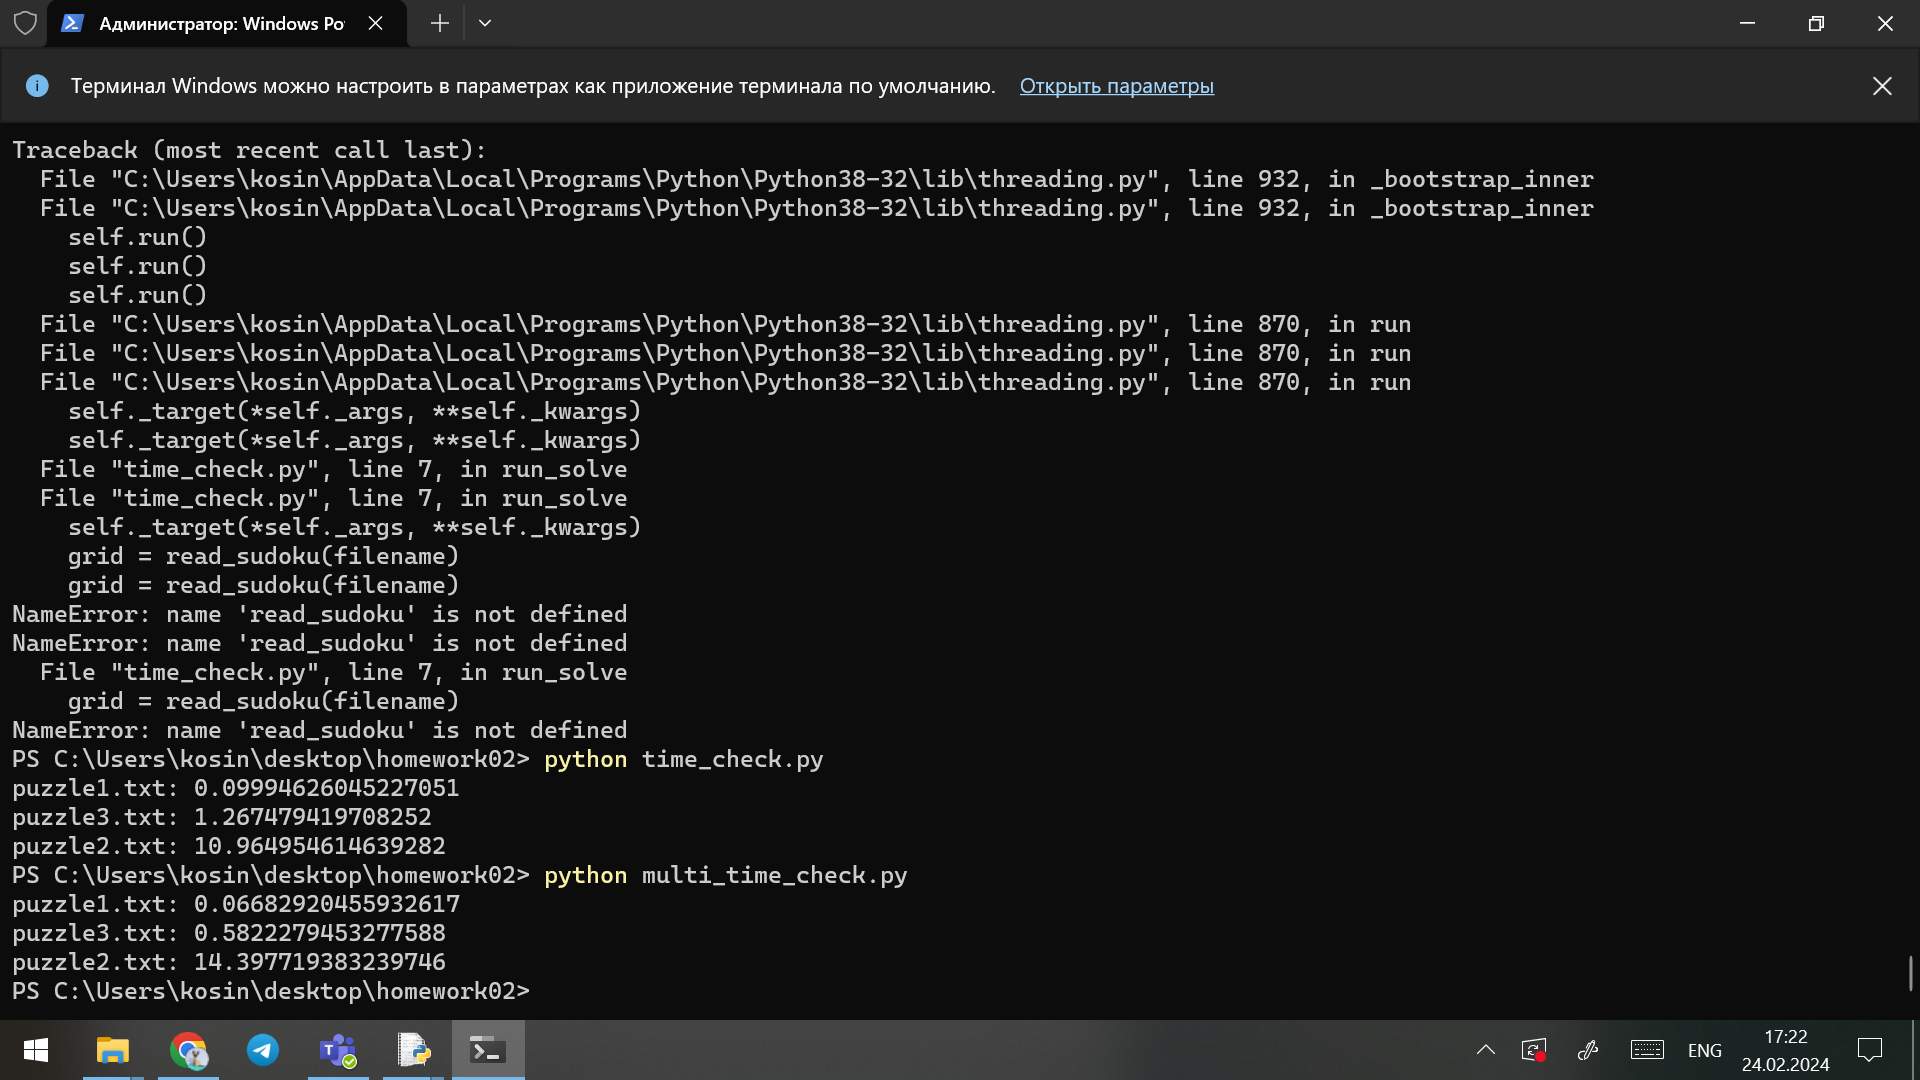 Администратор: Windows Po
Терминал Windows можно настроить в параметрах как приложение терминала по умолчанию. Открыть параметры
Traceback (most recent call last):
  File "C:\Users\kosin\AppData\Local\Programs\Python\Python38-32\lib\threading.py", line 932, in _bootstrap_inner
  File "C:\Users\kosin\AppData\Local\Programs\Python\Python38-32\lib\threading.py", line 932, in _bootstrap_inner
    self.run()
    self.run()
    self.run()
  File "C:\Users\kosin\AppData\Local\Programs\Python\Python38-32\lib\threading.py", line 870, in run
  File "C:\Users\kosin\AppData\Local\Programs\Python\Python38-32\lib\threading.py", line 870, in run
  File "C:\Users\kosin\AppData\Local\Programs\Python\Python38-32\lib\threading.py", line 870, in run
    self._target(*self._args, **self._kwargs)
    self._target(*self._args, **self._kwargs)
  File "time_check.py", line 7, in run_solve
  File "time_check.py", line 7, in run_solve
    self._target(*self._args, **self._kwargs)
    grid = read_sudoku(filename)
    grid = read_sudoku(filename)
NameError: name 'read_sudoku' is not defined
NameError: name 'read_sudoku' is not defined
  File "time_check.py", line 7, in run_solve
    grid = read_sudoku(filename)
NameError: name 'read_sudoku' is not defined
PS C:\Users\kosin\desktop\homework02> python time_check.py
puzzle1.txt: 0.09994626045227051
puzzle3.txt: 1.267479419708252
puzzle2.txt: 10.964954614639282
PS C:\Users\kosin\desktop\homework02> python multi_time_check.py
puzzle1.txt: 0.06682920455932617
puzzle3.txt: 0.5822279453277588
puzzle2.txt: 14.397719383239746
PS C:\Users\kosin\desktop\homework02>
ENG
17:22
24.02.2024